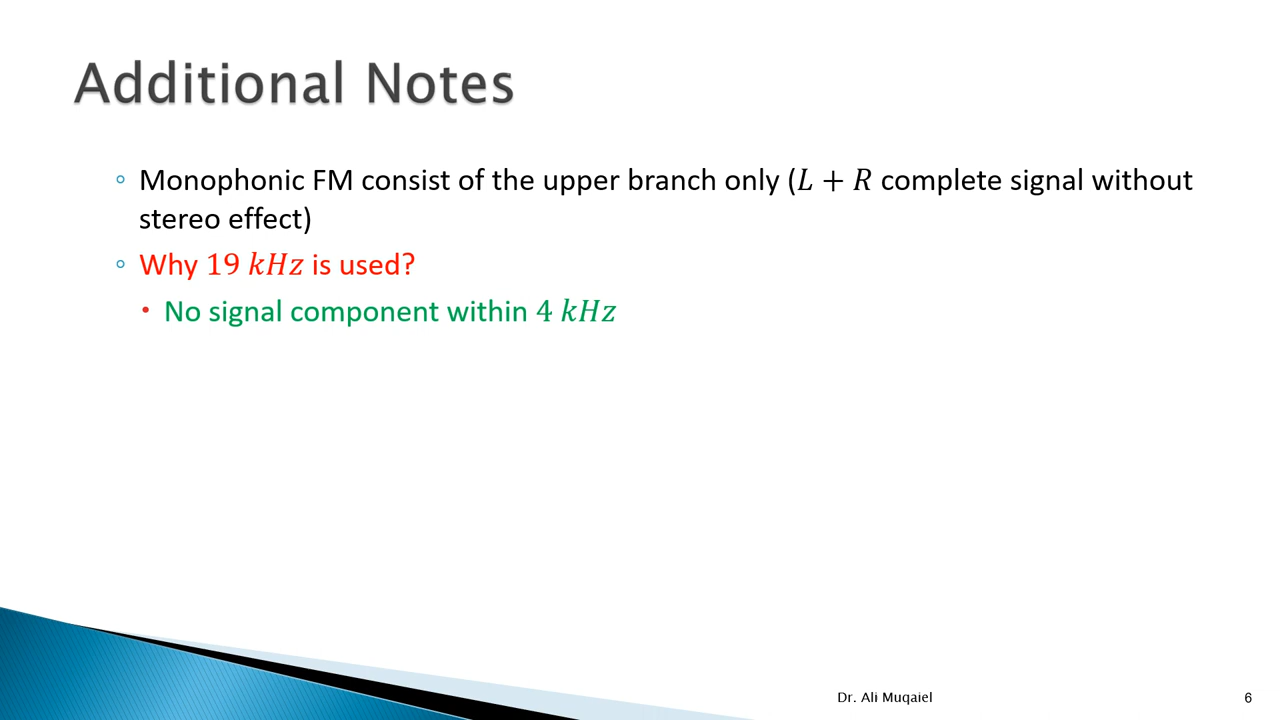 Additional Notes
Monophonic FM consist of the upper branch only (L + R complete signal without
stereo effect)
Why 19 kHz is used?
No signal component within 4 kHz
Dr. Ali Muqaiel
6